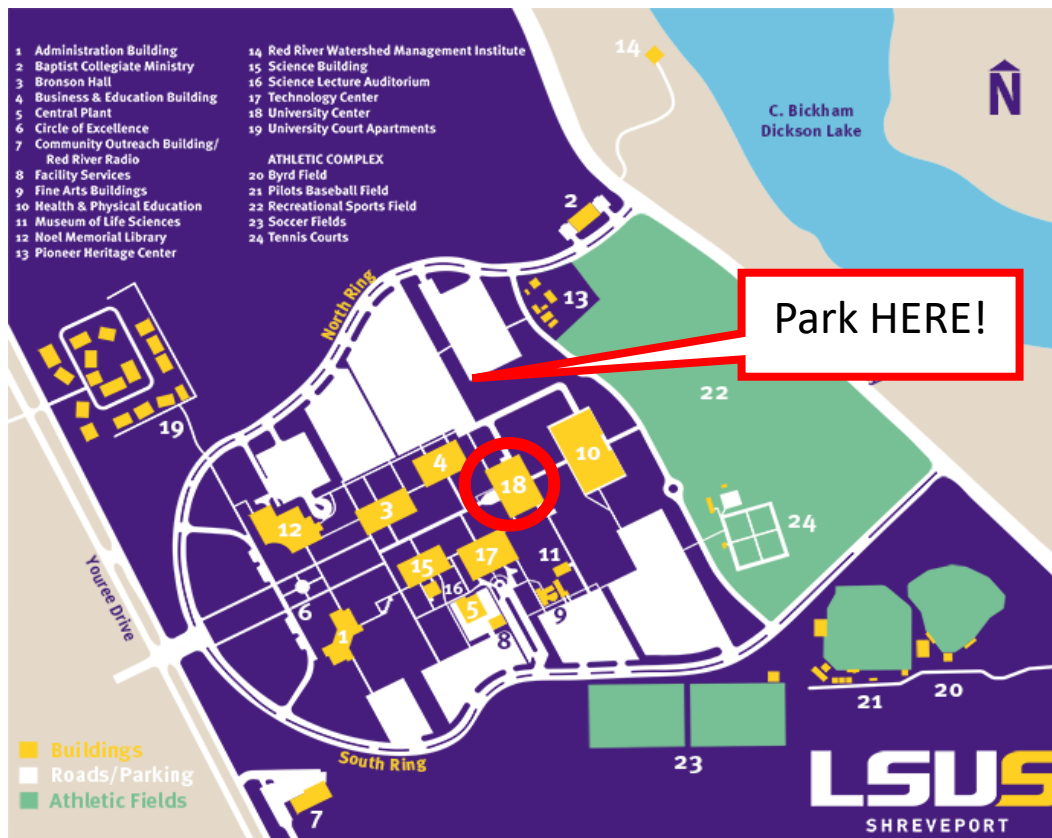 1 Administration Building
2 Baptist Collegiate Ministry
3 Bronson Hall
4 Business & Education Building
5 Central Plant
6 Circle of Excellence
7 Community Outreach Building/
Red River Radio
8 Facility Services
9 Fine Arts Buildings
10 Health & Physical Education
11 Museum of Life Sciences
12 Noel Memorial Library
13 Pioneer Heritage Center
14 Red River Watershed Management Institute
15 Science Building
16 Science Lecture Auditorium
17 Technology Center
18 University Center
19 University Court Apartments
ATHLETIC COMPLEX
20 Byrd Field
21 Pilots Baseball Field
22 Recreational Sports Field
23 Soccer Fields
24 Tennis Courts
14
C. Bickham
Dickson Lake
N
2
13
North Ring
Park HERE!
22
19
4
10
18
3
12
24
17
11
15
16
5
9
6
8
1
Youree Drive
21
20
South Ring
23
7
Buildings
Roads/Parking
Athletic Fields
LSUS
SHREVEPORT